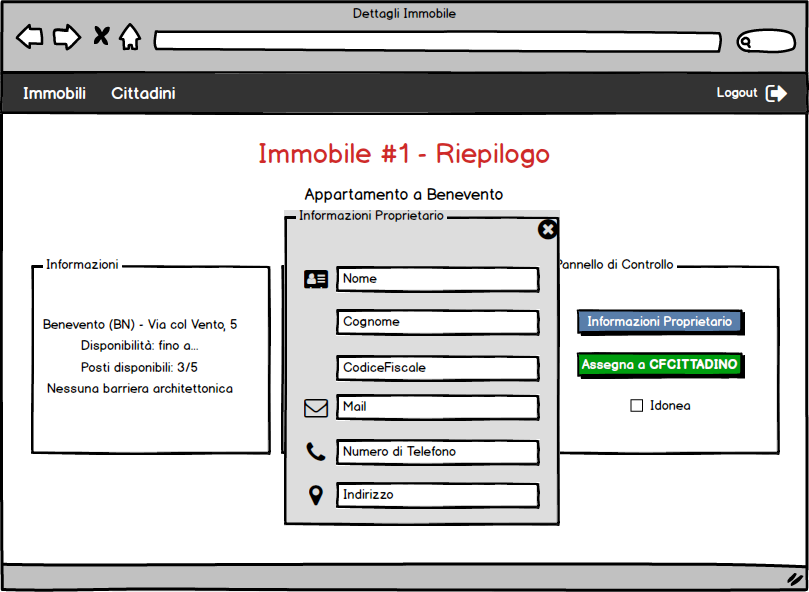 Dettagli Immobile
Immobili
Cittadini
Logout
Immobile #1 - Riepilogo
Appartamento a Benevento
Informazioni
Benevento (BN) - Via col Vento, 5
Disponibilità: fino a...
Posti disponibili: 3/5
Nessuna barriera architettonica
Informazioni Proprietario
Nome
Cognome
CodiceFiscale
Mail
Numero di Telefono
Indirizzo
Pannello di Controllo
Informazioni Proprietario
Assegna a CFCITTADINO
Idonea